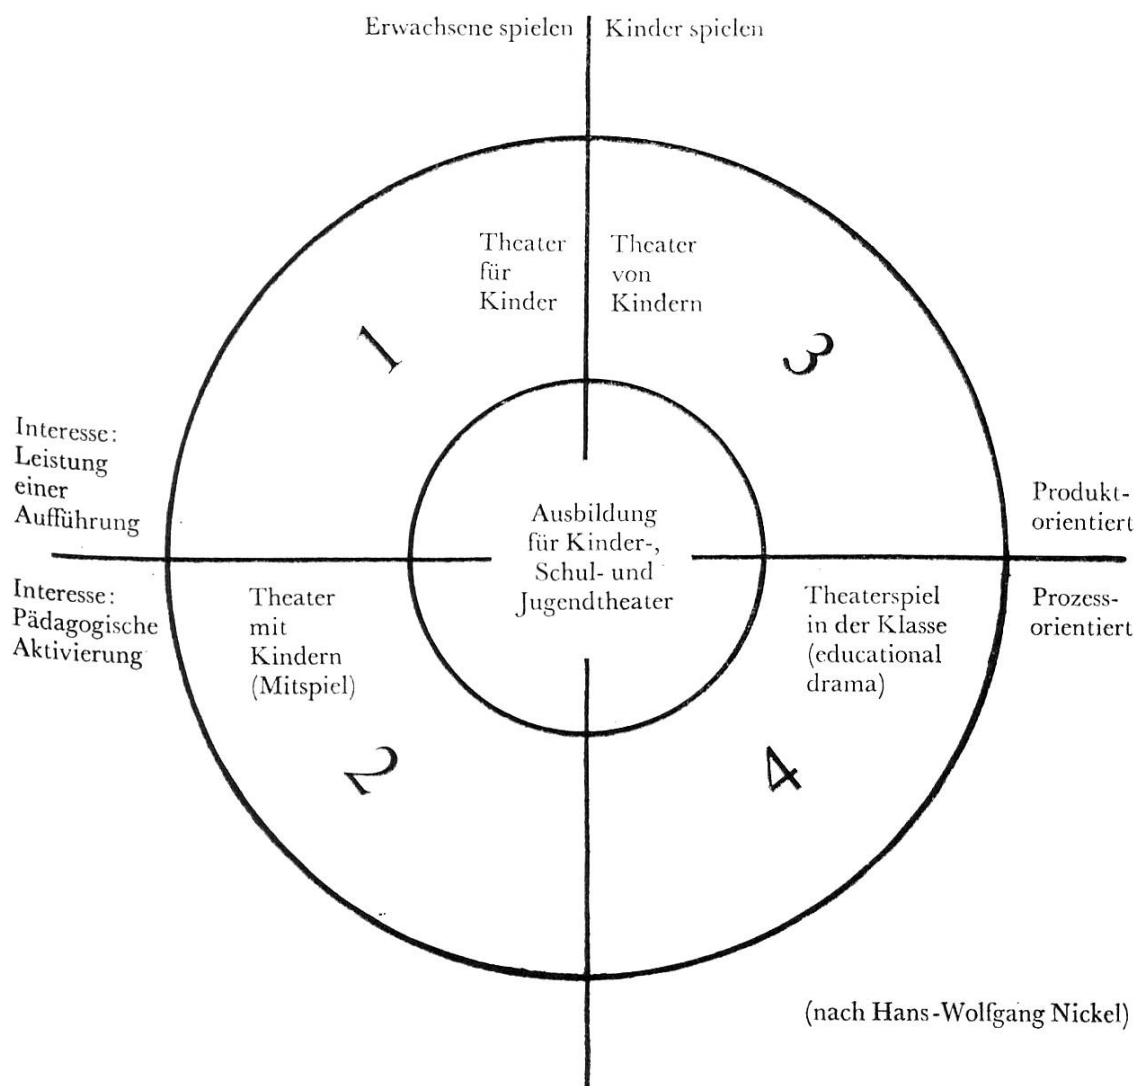 Erwachsene spielen
Kinder spielen
Theater
für
Kinder
1
Theater
von
Kindern
3
Interesse:
Leistung
einer
Aufführung
Produkt-
orientiert
Ausbildung
für Kinder-,
Schul- und
Jugendtheater
Interesse:
Pädagogische
Aktivierung
Theater
mit
Kindern
(Mitspiel)
2
Theaterspiel
in der Klasse
(educational
drama)
4
Prozess-
orientiert
(nach Hans-Wolfgang Nickel)